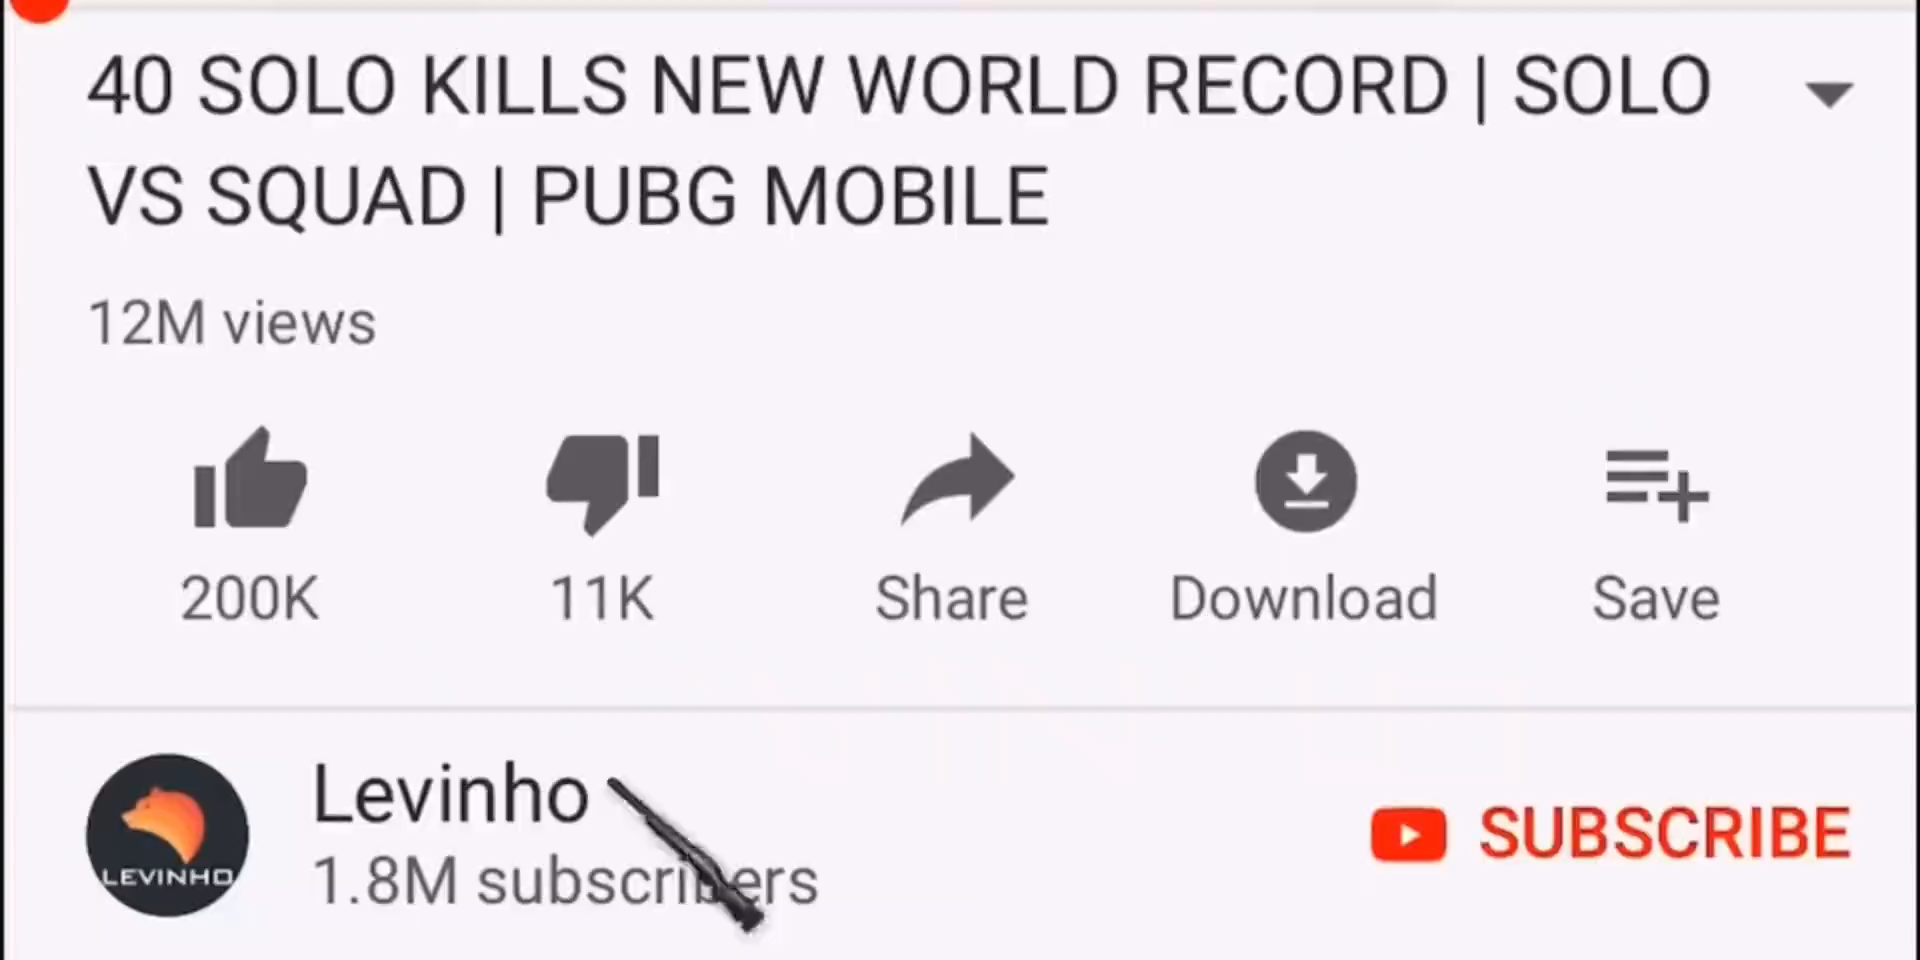 40 SOLO KILLS NEW WORLD RECORD | SOLO
VS SQUAD | PUBG MOBILE
12M views
200K
11K
Share
Download
Save
Levinho
1.8M subscribers
LEVINHO
SUBSCRIBE